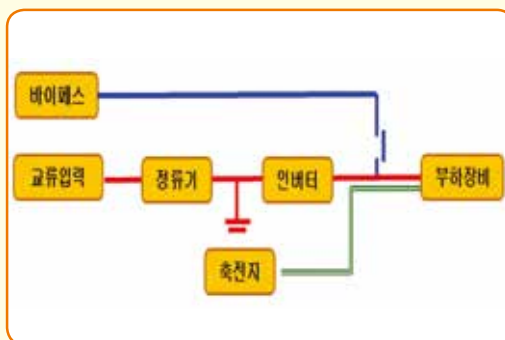 바이패스
교류입력
정류기
인버터
부하장비
축전지